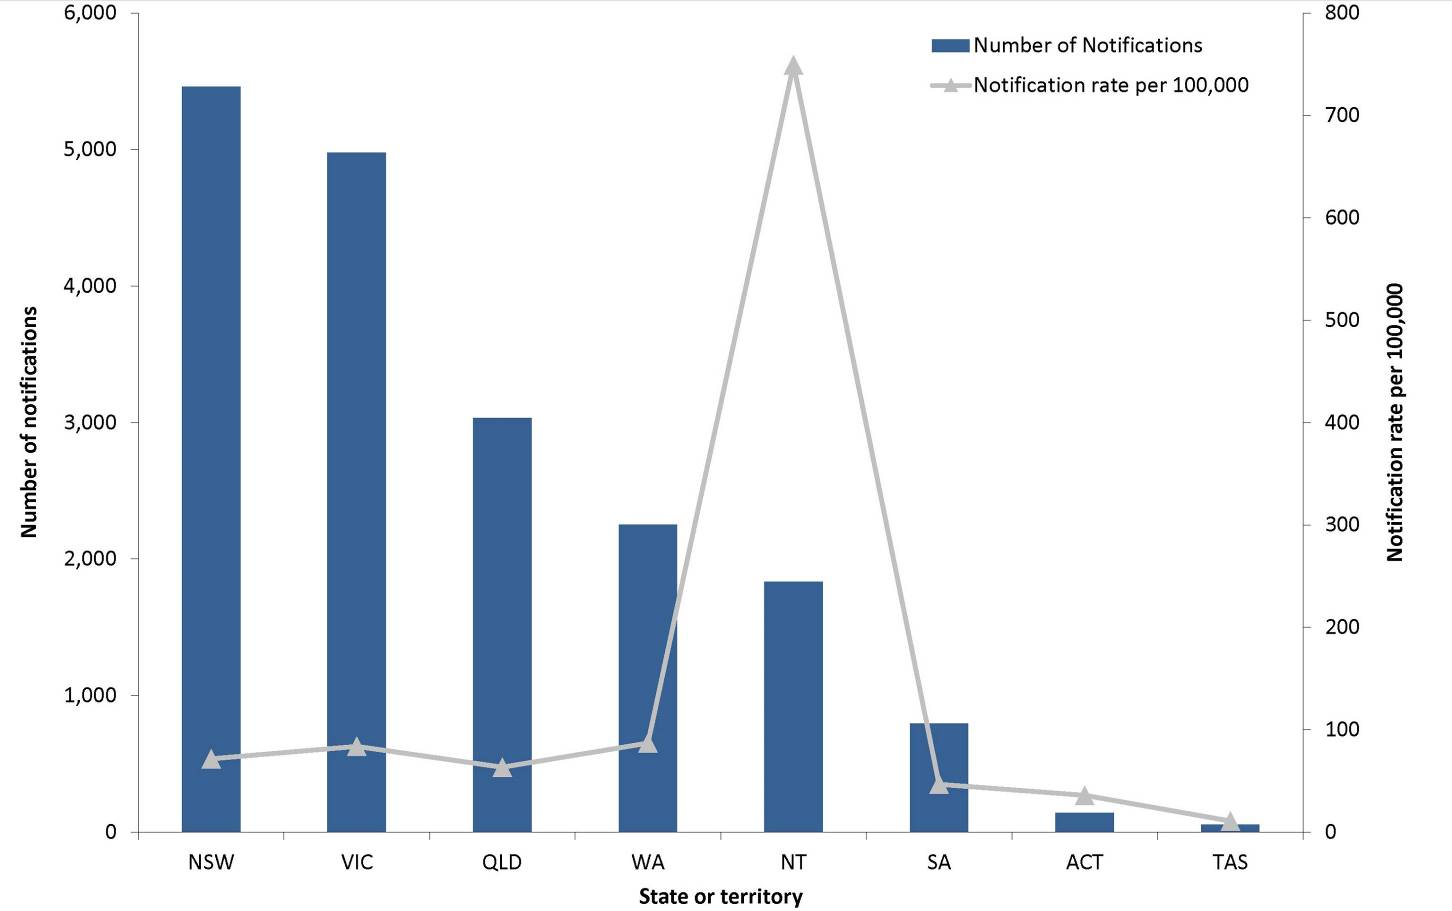 6,000
5,000
4,000
3,000
2,000
1,000
0
Number of notifications
800
700
600
500
400
300
200
100
0
Notification rate per 100,000
Number of Notifications
Notification rate per 100,000
NSW VIC QLD WA NT SA ACT TAS
State or territory